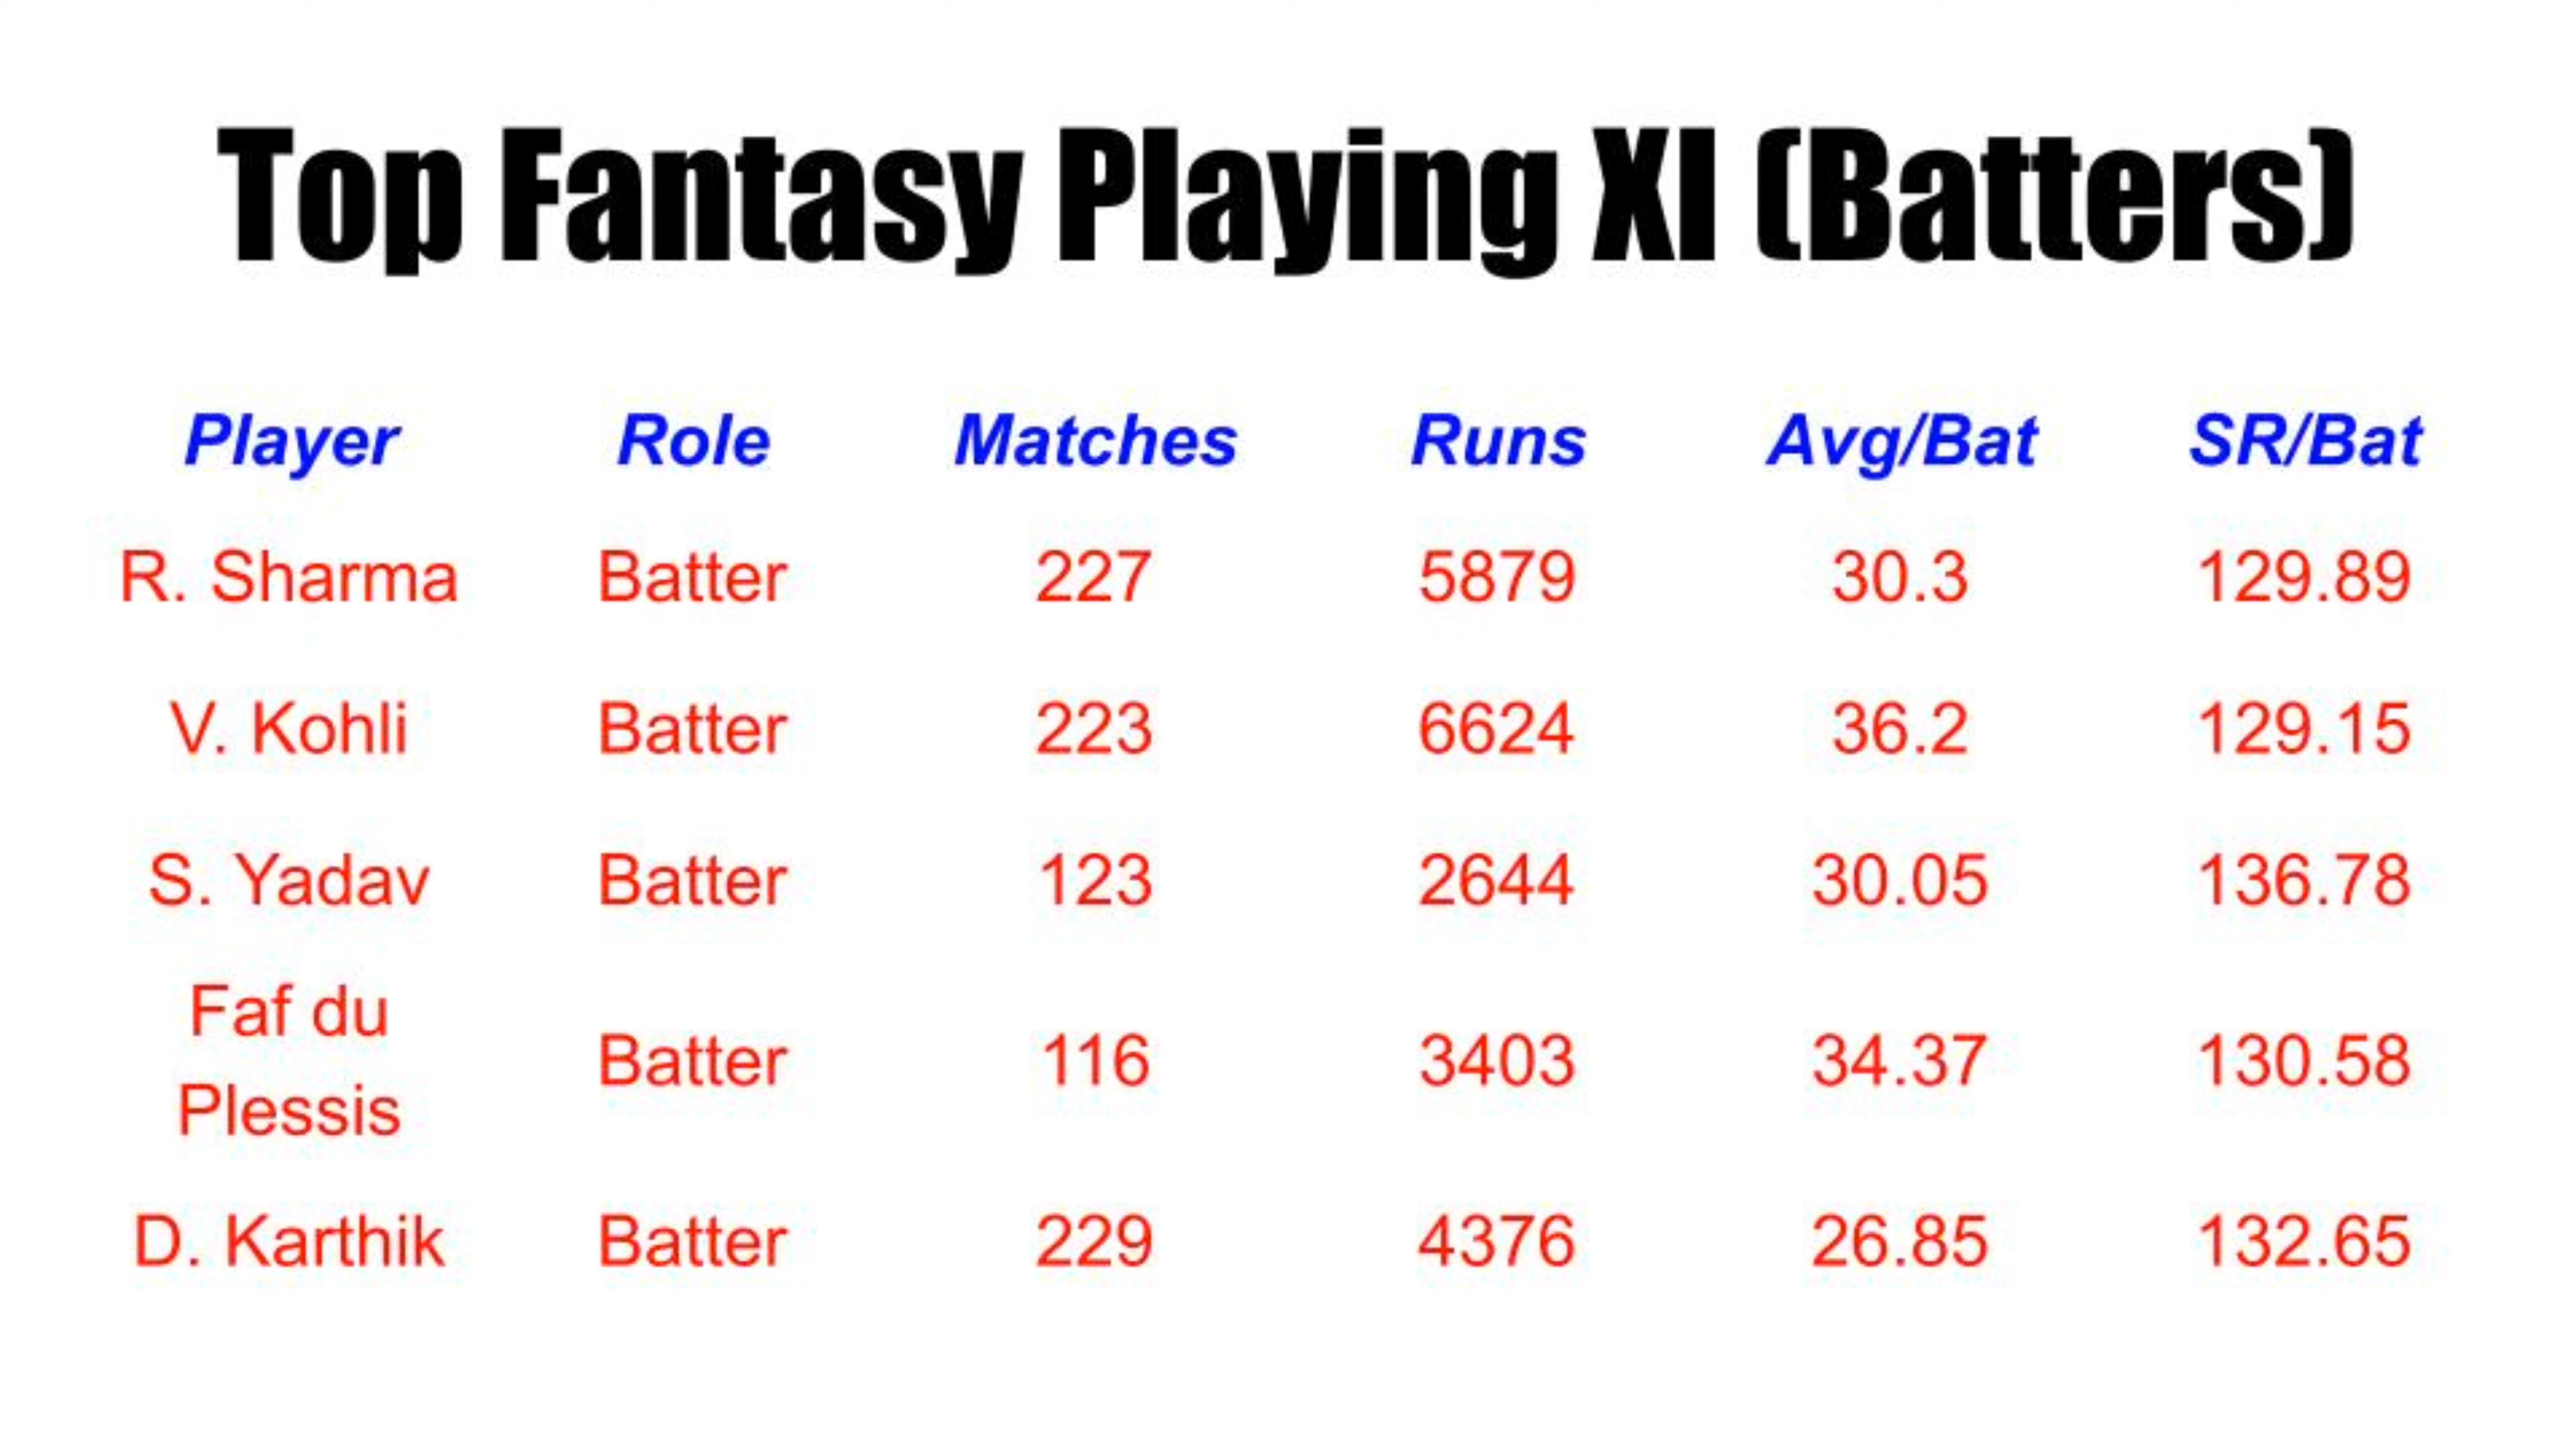 Top Fantasy Playing XI (Batters)
Player Role Matches Runs Avg/Bat SR/Bat
R. Sharma Batter 227 5879 30.3 129.89
V. Kohli Batter 223 6624 36.2 129.15
S. Yadav Batter 123 2644 30.05 136.78
Faf du
Plessis Batter 116 3403 34.37 130.58
D. Karthik Batter 229 4376 26.85 132.65